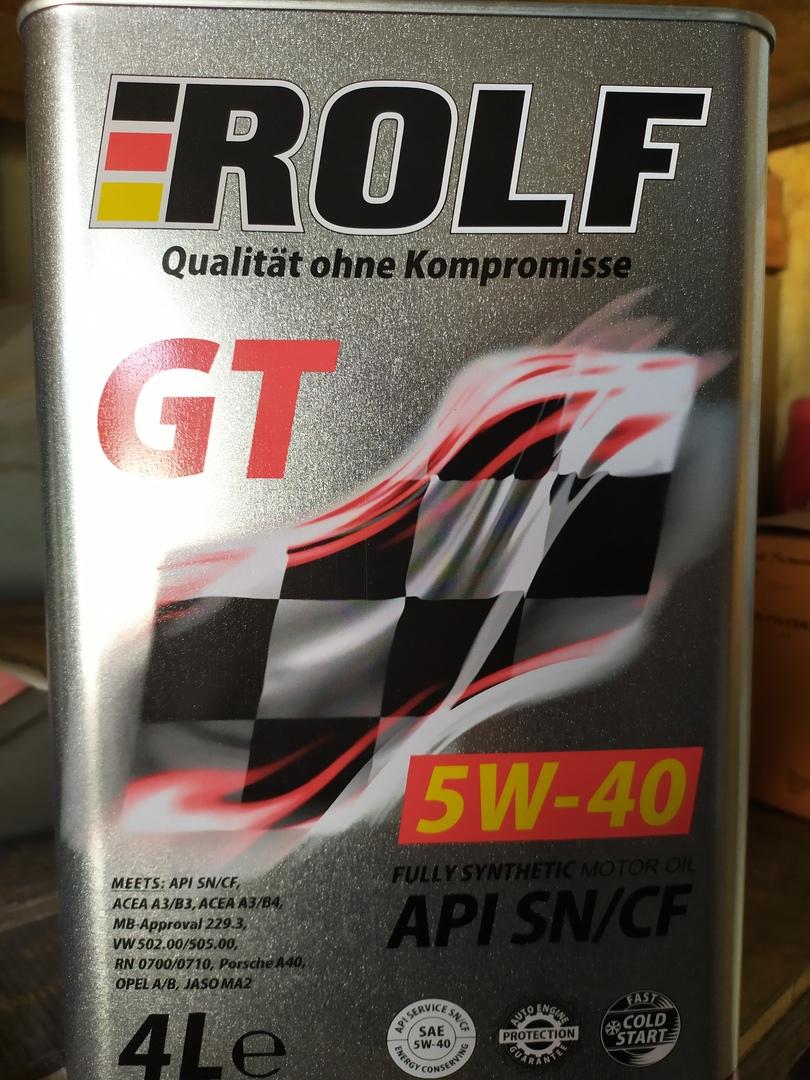 ROLF
Qualität ohne Kompromisse
GT
5W-40
FULLY SYNTHETIC MOTOR OIL
API SN/CF
MEETS: API SN/CF,
ACEA A3/B3, ACEA A3/B4,
MB-Approval 229.3,
VW 502.00/505.00,
RN 0700/0710, Porsche A40,
OPEL A/B, JASO MA2
4L e
API SERVICE SN/CF
SAE
5W-40
ENERGY CONSERVING
AUTO ENGINE
PROTECTION
GUARANTEE
FAST
COLD
START